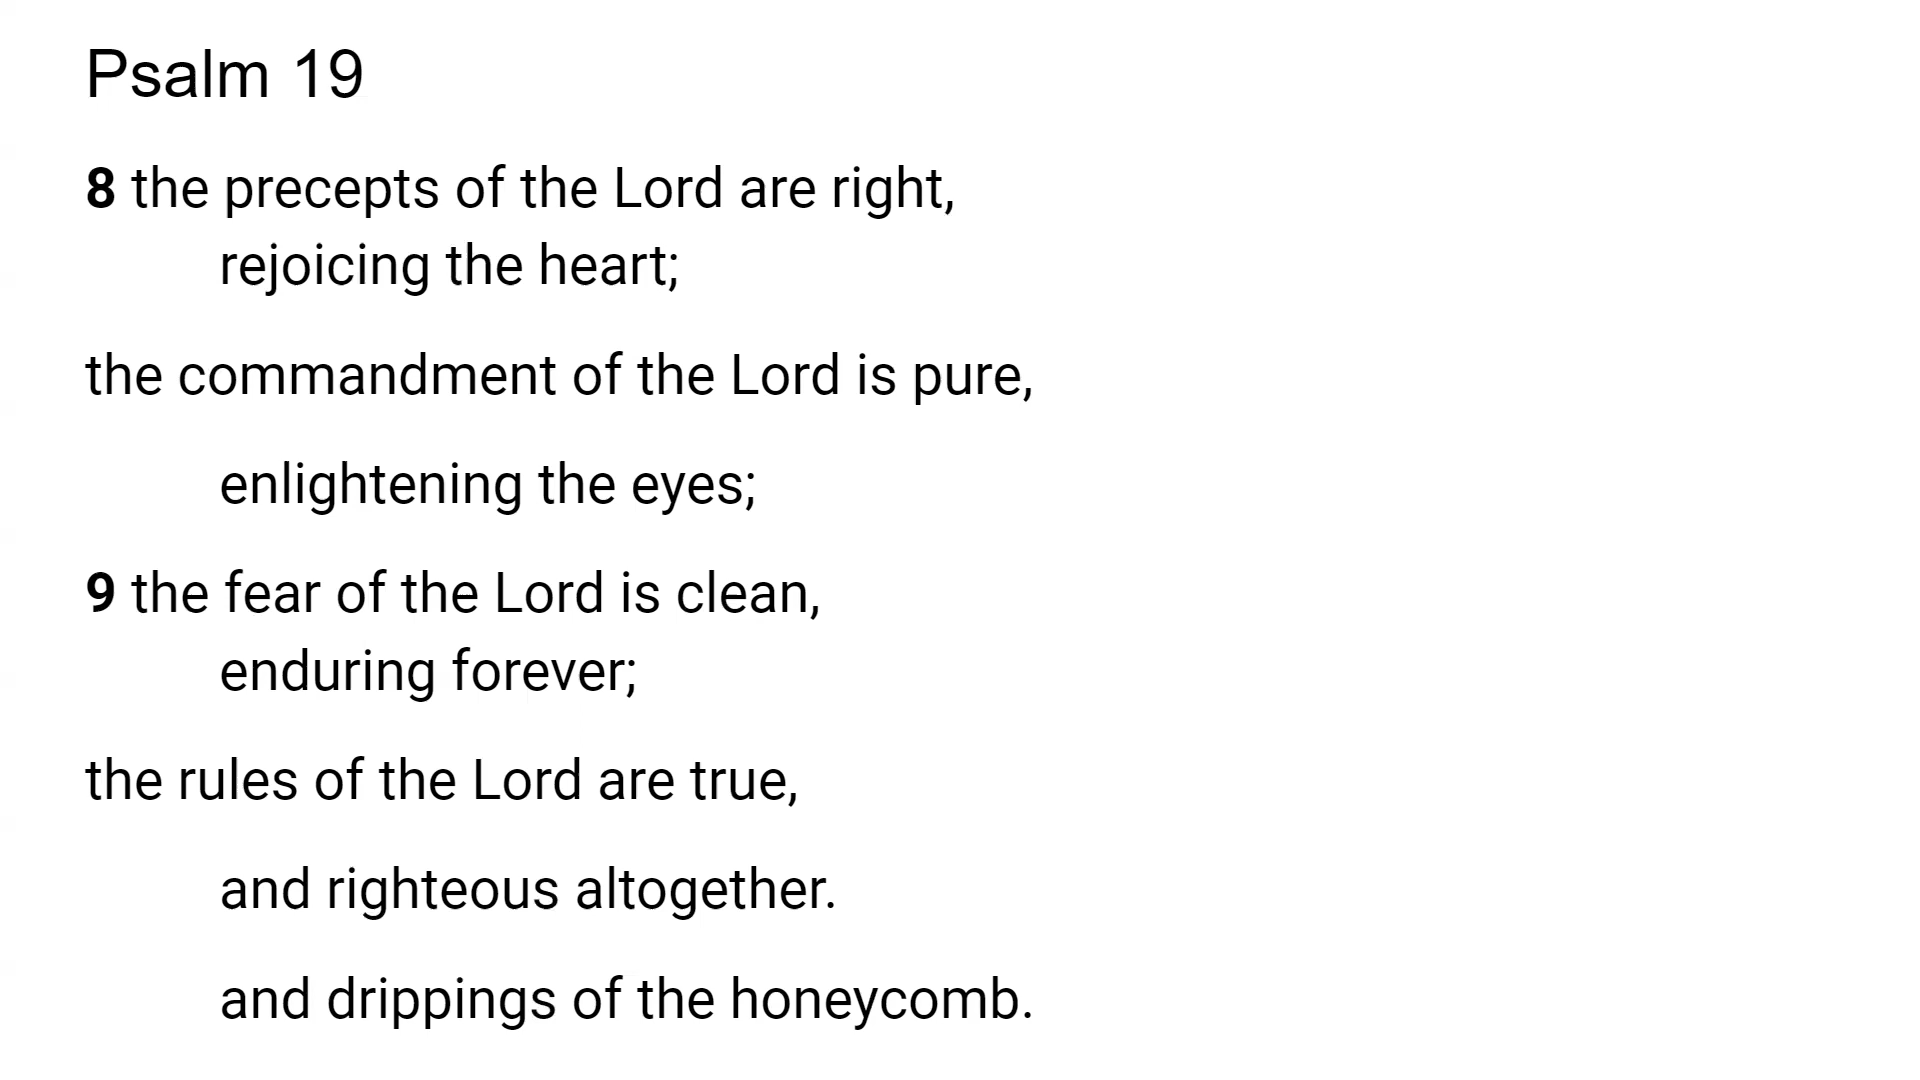 Psalm 19
8 the precepts of the Lord are right,
rejoicing the heart;
the commandment of the Lord is pure,
enlightening the eyes;
9 the fear of the Lord is clean,
enduring forever;
the rules of the Lord are true,
and righteous altogether.
and drippings of the honeycomb.